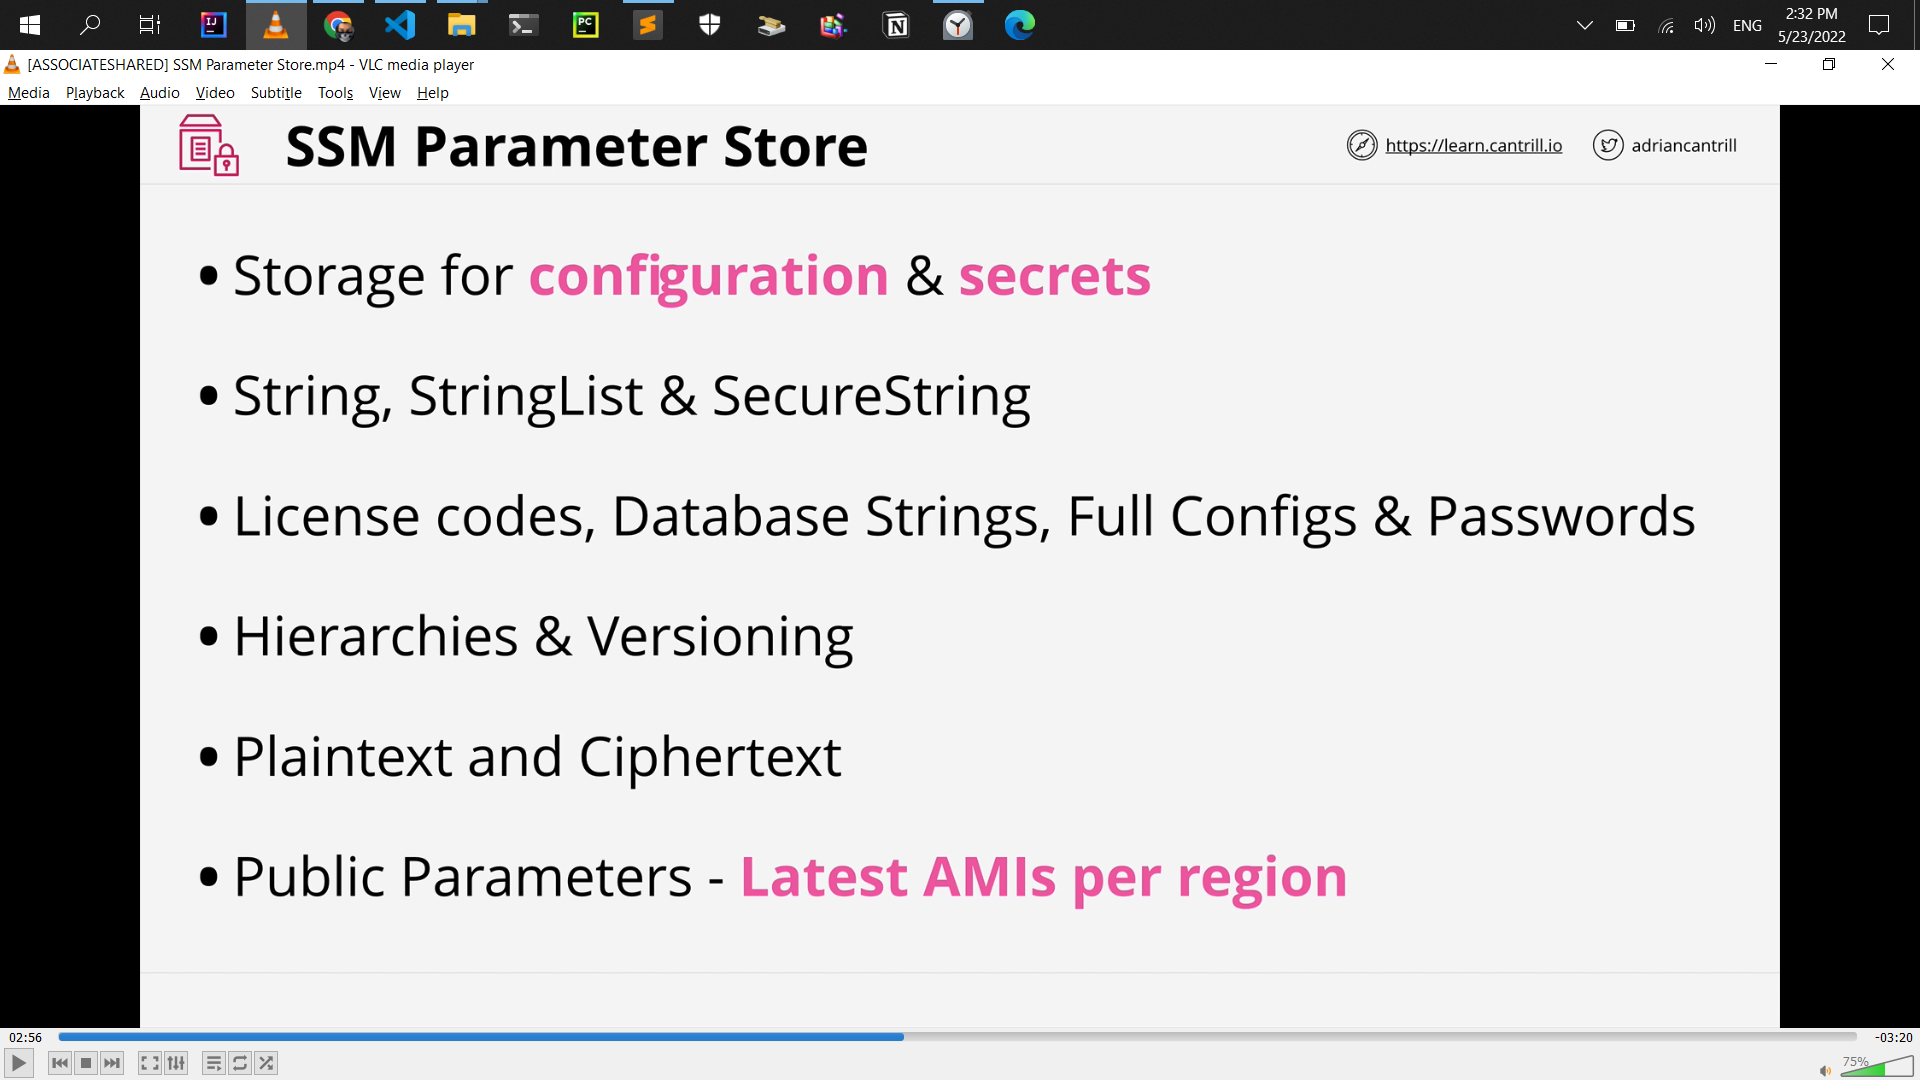 ENG
2:32 PM
5/23/2022
[ASSOCIATESHARED] SSM Parameter Store.mp4 - VLC media player
Media Playback Audio Video Subtitle Tools View Help
SSM Parameter Store
https://learn.cantrill.io
adriancantrill
• Storage for configuration & secrets
• String, StringList & SecureString
• License codes, Database Strings, Full Configs & Passwords
• Hierarchies & Versioning
• Plaintext and Ciphertext
• Public Parameters - Latest AMIs per region
02:56
-03:20
75%